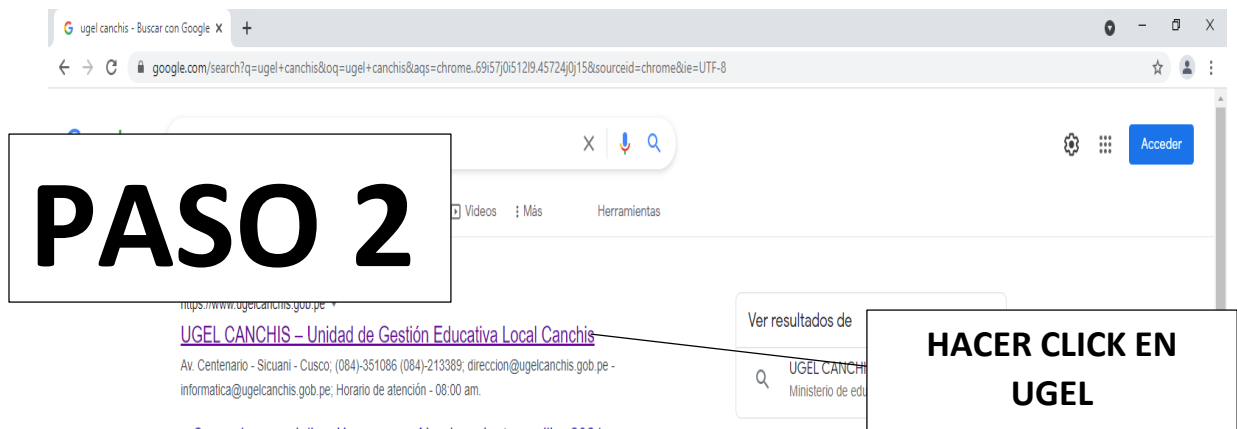 ugel canchis - Buscar con Google
google.com/search?q=ugel+canchis&oq=ugel+canchis&aqs=chrome..69i57j0i512l9.45724j0j15&sourceid=chrome&ie=UTF-8
Acceder
PASO 2
Videos Más Herramientas
https://www.ugelcanchis.gob.pe
UGEL CANCHIS – Unidad de Gestión Educativa Local Canchis
Av. Centenario - Sicuani - Cusco; (084)-351086 (084)-213389; direccion@ugelcanchis.gob.pe -
informatica@ugelcanchis.gob.pe; Horario de atención - 08:00 am.
Ver resultados de
UGEL CANCHI
Ministerio de edu
HACER CLICK EN
UGEL